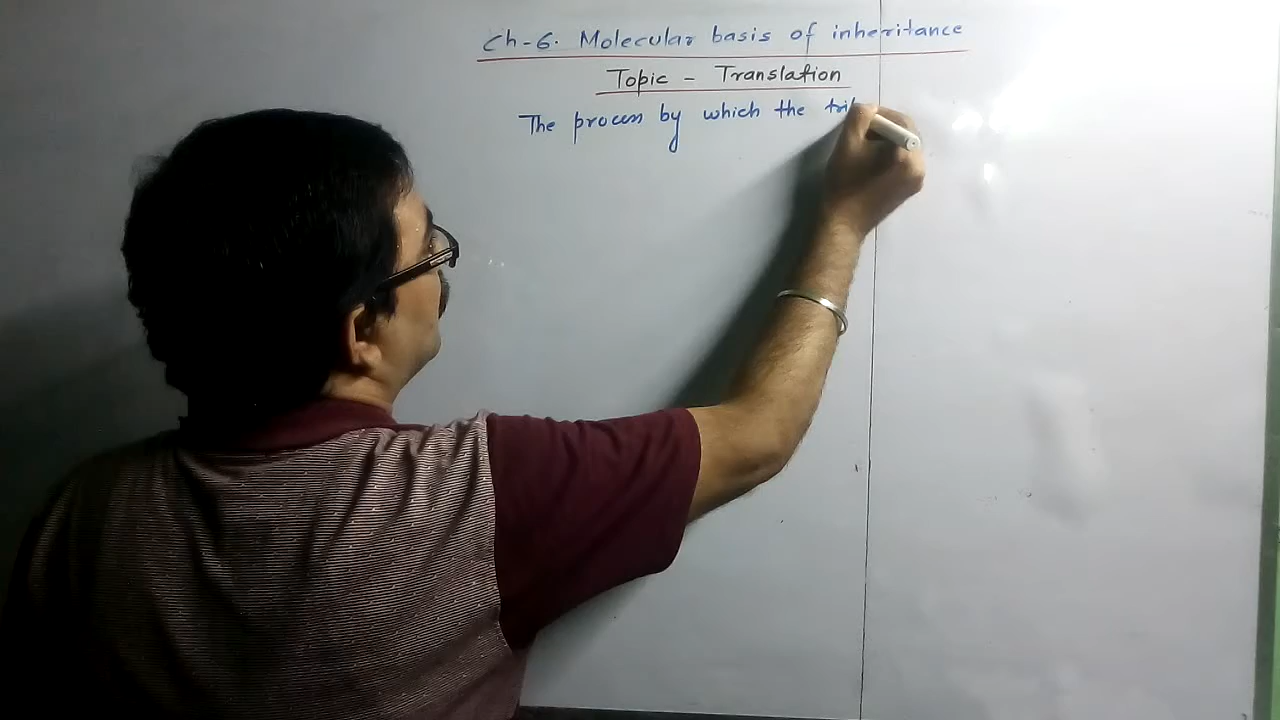 Ch-6. Molecular basis of inheritance
Topic - Translation
The process by which the